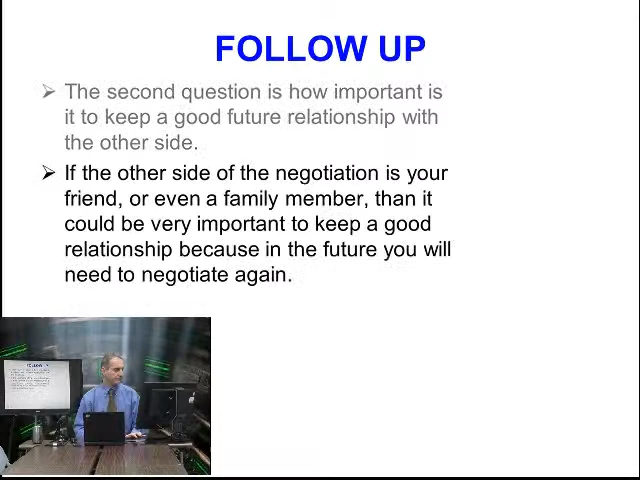 FOLLOW UP
The second question is how important is
it to keep a good future relationship with
the other side.
If the other side of the negotiation is your
friend, or even a family member, than it
could be very important to keep a good
relationship because in the future you will
need to negotiate again.
FOLLOW UP